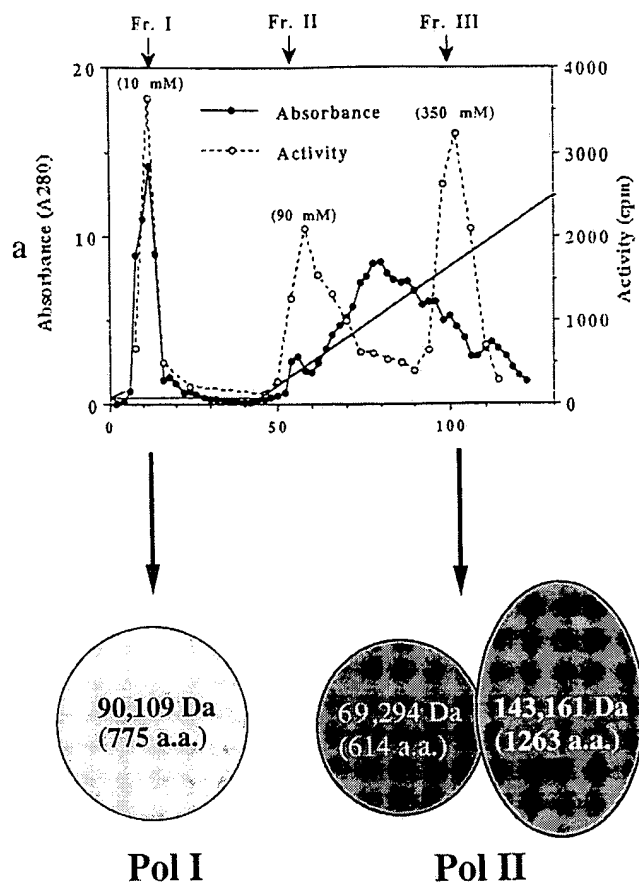 Fr. I Fr. II Fr. III
20 4000
(10 mM)
Absorbance (350 mM)
Activity
3000
(90 mM)
a Absorbance (A280) 10 2000 Activity (cpm)
1000
0 0
0 50 100
90,109 Da
(775 a.a.)
69,294 Da
(614 a.a.)
143,161 Da
(1263 a.a.)
Pol I Pol II